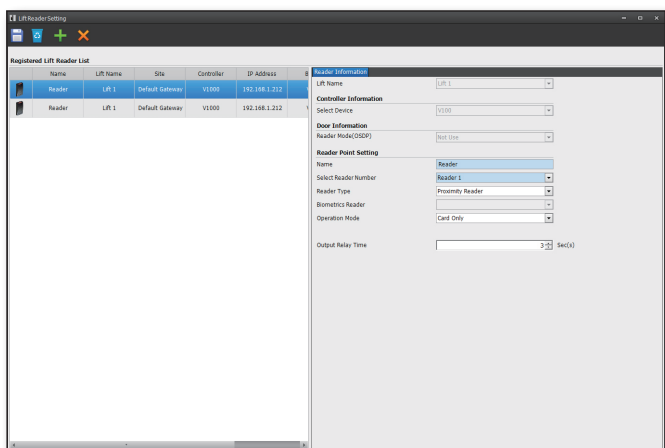 Lift Reader Setting
Registered Lift Reader List
Name Lift Name Site Controller IP Address
Reader Lift 1 Default Gateway V1000 192.168.1.212
Reader Lift 1 Default Gateway V1000 192.168.1.212
Reader Information
Lift Name Lift 1
Controller Information
Select Device V100
Door Information
Reader Mode(OSDP) Not Use
Reader Point Setting
Name Reader
Select Reader Number Reader 1
Reader Type Proximity Reader
Biometrics Reader
Operation Mode Card Only
Output Relay Time 3 Sec(s)